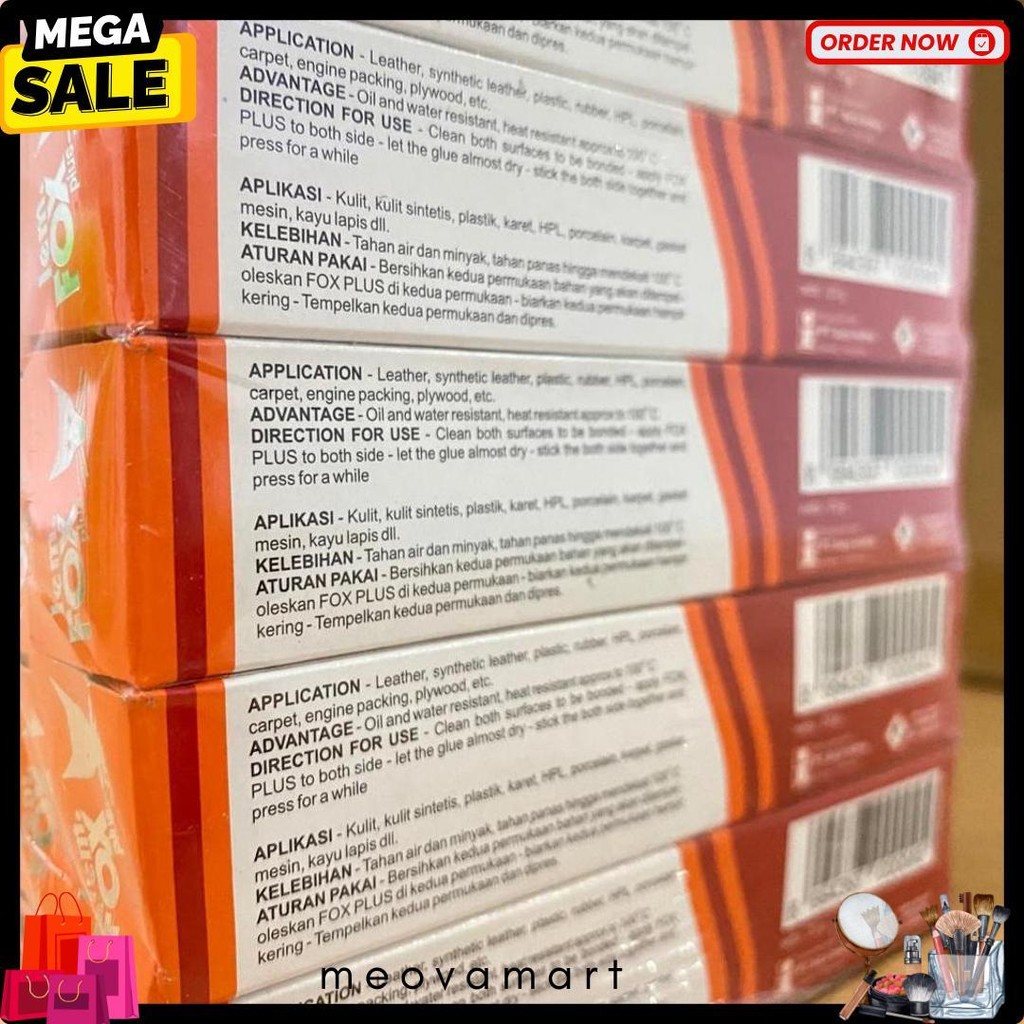 MEGA
SALE
ORDER NOW
APPLICATION - Leather, synthetic leather, plastic, rubber, HPL, porcelain,
carpet, engine packing, plywood, etc.
ADVANTAGE - Oil and water resistant, heat resistant approx to 100° C
DIRECTION FOR USE - Clean both surfaces to be bonded - apply FOX
PLUS to both side - let the glue almost dry - stick the both side together and
press for a while
APLIKASI - Kulit, kulit sintetis, plastik, karet, HPL, porcelain, karpet, gasket
mesin, kayu lapis dll.
KELEBIHAN - Tahan air dan minyak, tahan panas hingga mendekati 100° C
ATURAN PAKAI - Bersihkan kedua permukaan bahan yang akan ditempel-
oleskan FOX PLUS di kedua permukaan - biarkan kedua permukaan hampir
kering - Tempelkan kedua permukaan dan dipres.
APPLICATION - Leather, synthetic leather, plastic, rubber, HPL, porcelain,
carpet, engine packing, plywood, etc.
ADVANTAGE - Oil and water resistant, heat resistant approx to 100° C
DIRECTION FOR USE - Clean both surfaces to be bonded - apply FOX
PLUS to both side - let the glue almost dry - stick the both side together and
press for a while
APLIKASI - Kulit, kulit sintetis, plastik, karet, HPL, porcelain, karpet, gasket
mesin, kayu lapis dll.
KELEBIHAN - Tahan air dan minyak, tahan panas hingga mendekati 100° C
ATURAN PAKAI - Bersihkan kedua permukaan bahan yang akan ditempel-
oleskan FOX PLUS di kedua permukaan - biarkan kedua permukaan hampir
kering - Tempelkan kedua permukaan dan dipres.
APPLICATION - Leather, synthetic leather, plastic, rubber, HPL, porcelain,
carpet, engine packing, plywood, etc.
ADVANTAGE - Oil and water resistant, heat resistant approx to 100° C
DIRECTION FOR USE - Clean both surfaces to be bonded - apply FOX
PLUS to both side - let the glue almost dry - stick the both side together and
press for a while
APLIKASI - Kulit, kulit sintetis, plastik, karet, HPL, porcelain, karpet, gasket
mesin, kayu lapis dll.
KELEBIHAN - Tahan air dan minyak, tahan panas hingga mendekati 100° C
ATURAN PAKAI - Bersihkan kedua permukaan bahan yang akan ditempel-
oleskan FOX PLUS di kedua permukaan - biarkan kedua permukaan hampir
kering - Tempelkan kedua permukaan dan dipres.
meovamart